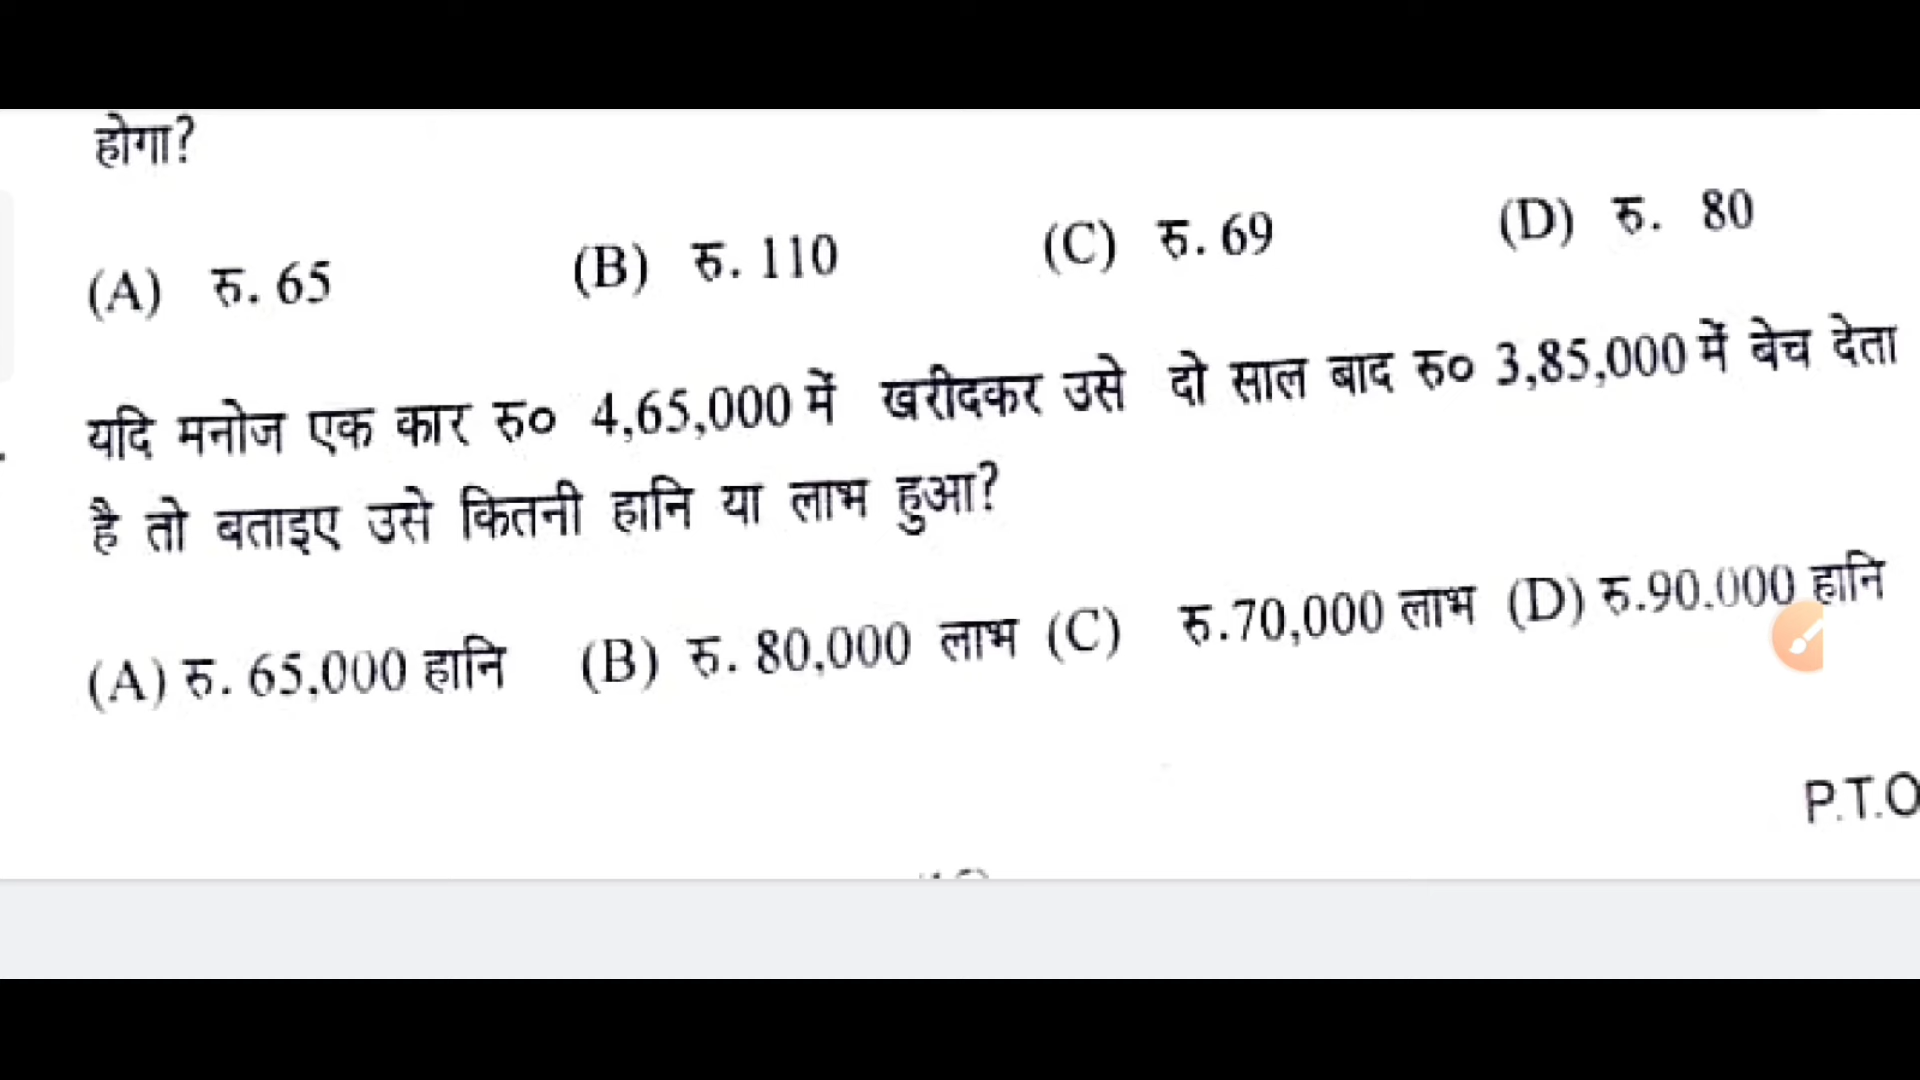 होगा?
(A) रु. 65 (B) रु. 110 (C) रु. 69 (D) रु. 80
यदि मनोज एक कार रु० 4,65,000 में खरीदकर उसे दो साल बाद रु० 3,85,000 में बेच देता
है तो बताइए उसे कितनी हानि या लाभ हुआ?
(A) रु. 65,000 हानि (B) रु. 80,000 लाभ (C) रु.70,000 लाभ (D) रु.90.000 हानि
P.T.O